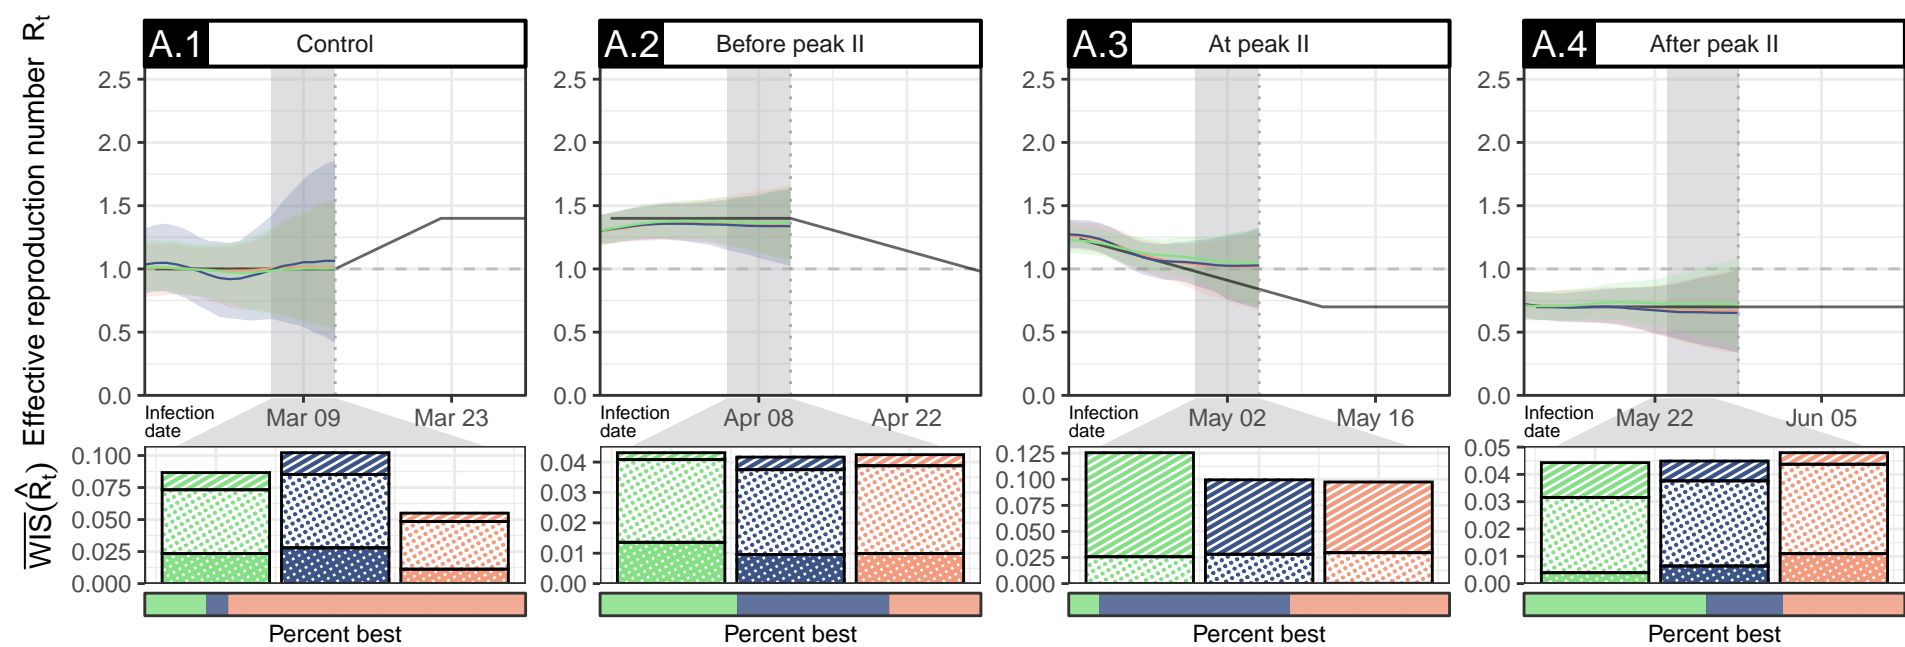 Effective reproduction number Rt
A.1 Control
2.5
2.0
1.5
1.0
0.5
0.0
Infection date
Mar 09
Mar 23
A.2 Before peak II
2.5
2.0
1.5
1.0
0.5
0.0
Infection date
Apr 08
Apr 22
A.3 At peak II
2.5
2.0
1.5
1.0
0.5
0.0
Infection date
May 02
May 16
A.4 After peak II
2.5
2.0
1.5
1.0
0.5
0.0
Infection date
May 22
Jun 05
WIS(R̂t)
0.100
0.075
0.050
0.025
0.000
Percent best
0.04
0.03
0.02
0.01
0.00
Percent best
0.125
0.100
0.075
0.050
0.025
0.000
Percent best
0.05
0.04
0.03
0.02
0.01
0.00
Percent best